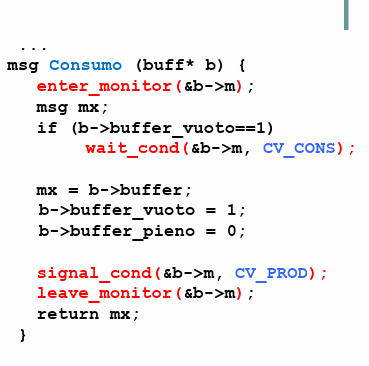 ...
msg Consumo (buff* b) {
enter_monitor(&b->m);
msg mx;
if (b->buffer_vuoto==1)
wait_cond(&b->m, CV_CONS);
mx = b->buffer;
b->buffer_vuoto = 1;
b->buffer_pieno = 0;
signal_cond(&b->m, CV_PROD);
leave_monitor(&b->m);
return mx;
}